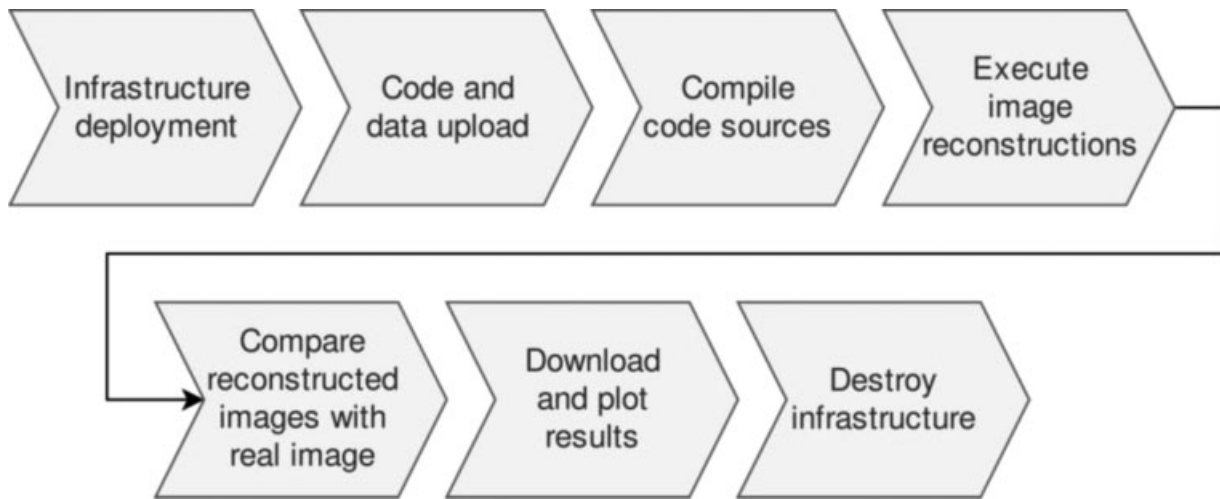 Infrastructure
deployment
Code and
data upload
Compile
code sources
Execute
image
reconstructions
Compare
reconstructed
images with
real image
Download
and plot
results
Destroy
infrastructure